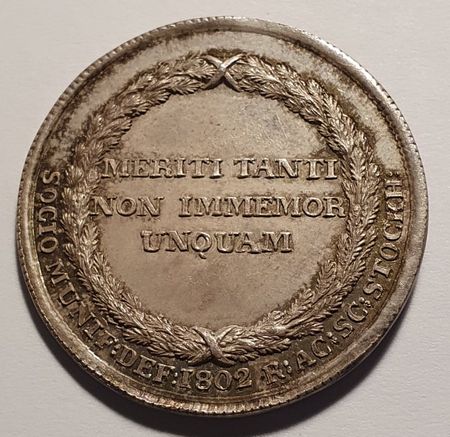 MERITI TANTI
NON IMMEMOR
UNQUAM
SOCIO MUNIF: DEF: 1802 R: AC: SC: STOCKH: